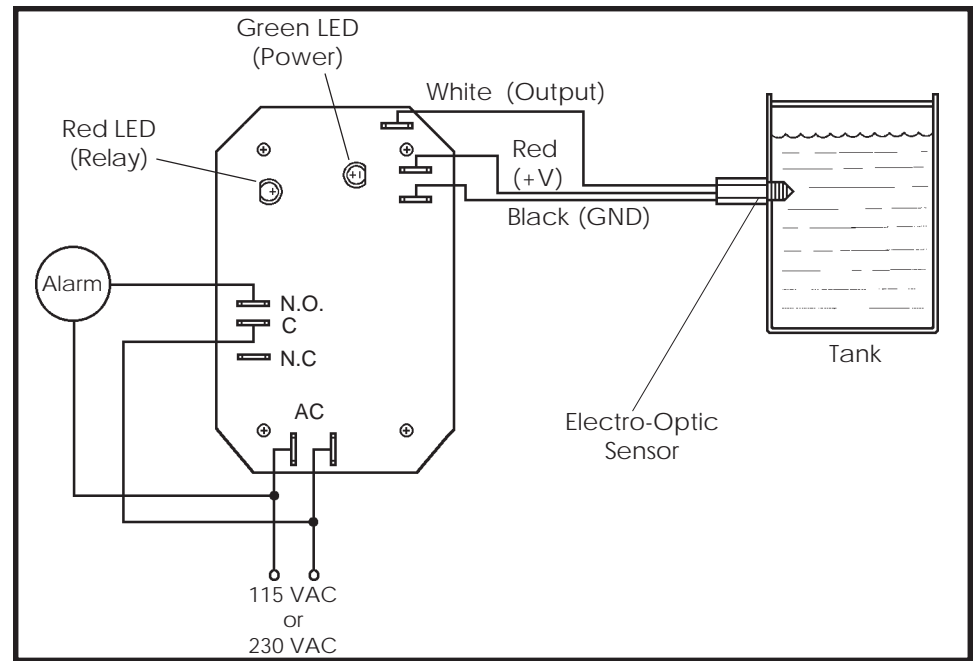 Green LED
(Power)
Red LED
(Relay)
White (Output)
Red
(+V)
Black (GND)
Alarm
N.O.
C
N.C
AC
Tank
Electro-Optic
Sensor
115 VAC
or
230 VAC